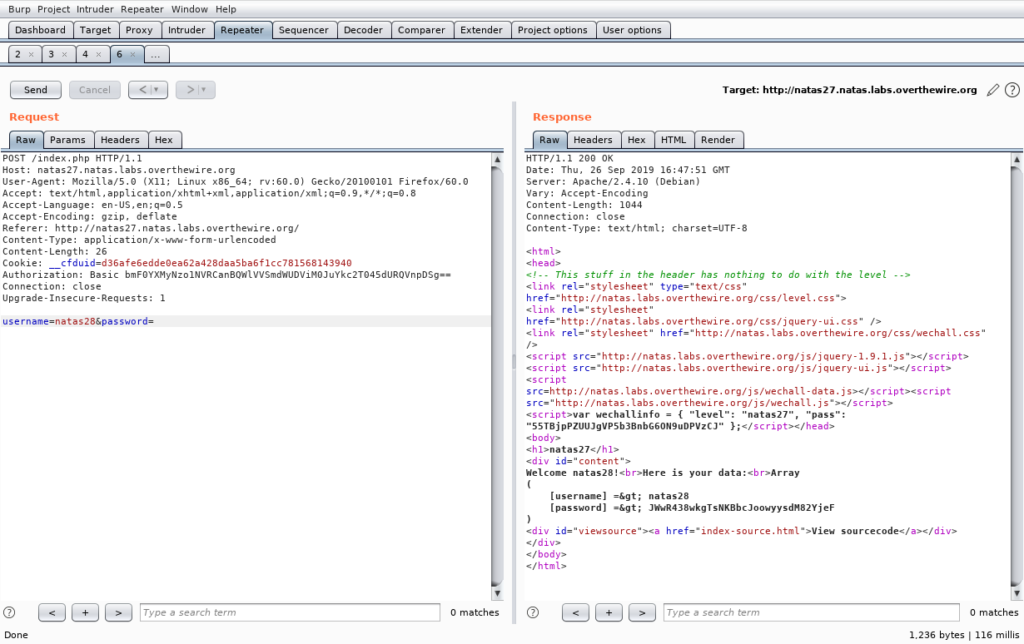 Burp Project Intruder Repeater Window Help
Dashboard Target Proxy Intruder Repeater Sequencer Decoder Comparer Extender Project options User options
2 × 3 × 4 × 6 × ...
Send Cancel < > Target: http://natas27.natas.labs.overthewire.org ?
Request
Raw Params Headers Hex
POST /index.php HTTP/1.1
Host: natas27.natas.labs.overthewire.org
User-Agent: Mozilla/5.0 (X11; Linux x86_64; rv:60.0) Gecko/20100101 Firefox/60.0
Accept: text/html,application/xhtml+xml,application/xml;q=0.9,*/*;q=0.8
Accept-Language: en-US,en;q=0.5
Accept-Encoding: gzip, deflate
Referer: http://natas27.natas.labs.overthewire.org/
Content-Type: application/x-www-form-urlencoded
Content-Length: 26
Cookie: __cfduid=d36afe6edde0ea62a428daa5ba6f1cc781568143940
Authorization: Basic bmF0YXMyNzo1NVRCanBQWlVVSmdWUDViM0JuYkc2T045dURQVnpDSg==
Connection: close
Upgrade-Insecure-Requests: 1
username=natas28&password=
? < + > Type a search term 0 matches
Response
Raw Headers Hex HTML Render
HTTP/1.1 200 OK
Date: Thu, 26 Sep 2019 16:47:51 GMT
Server: Apache/2.4.10 (Debian)
Vary: Accept-Encoding
Content-Length: 1044
Connection: close
Content-Type: text/html; charset=UTF-8
<html>
<head>
<!-- This stuff in the header has nothing to do with the level -->
<link rel="stylesheet" type="text/css"
href="http://natas.labs.overthewire.org/css/level.css">
<link rel="stylesheet"
href="http://natas.labs.overthewire.org/css/jquery-ui.css" />
<link rel="stylesheet" href="http://natas.labs.overthewire.org/css/wechall.css"
/>
<script src="http://natas.labs.overthewire.org/js/jquery-1.9.1.js"></script>
<script src="http://natas.labs.overthewire.org/js/jquery-ui.js"></script>
<script
src=http://natas.labs.overthewire.org/js/wechall-data.js></script><script
src="http://natas.labs.overthewire.org/js/wechall.js"></script>
<script>var wechallinfo = { "level": "natas27", "pass":
"55TBjpPZUUJgVP5b3BnbG6ON9uDPVzCJ" };</script></head>
<body>
<h1>natas27</h1>
<div id="content">
Welcome natas28!<br>Here is your data:<br>Array
(
[username] =&gt; natas28
[password] =&gt; JWwR438wkgTsNKBbcJoowyysdM82YjeF
)
<div id="viewsource"><a href="index-source.html">View sourcecode</a></div>
</div>
</body>
</html>
? < + > Type a search term 0 matches
Done 1,236 bytes | 116 millis